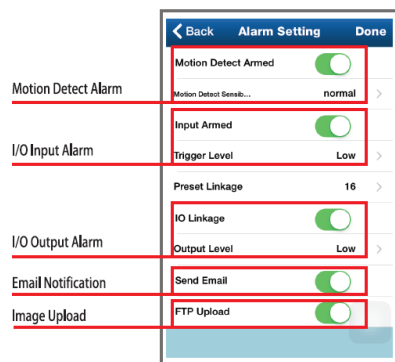 Back Alarm Setting Done
Motion Detect Armed
Motion Detect Alarm
Motion Detect Sensib... normal
Input Armed
I/O Input Alarm
Trigger Level Low
Preset Linkage 16
IO Linkage
I/O Output Alarm
Output Level Low
Email Notification
Send Email
Image Upload
FTP Upload